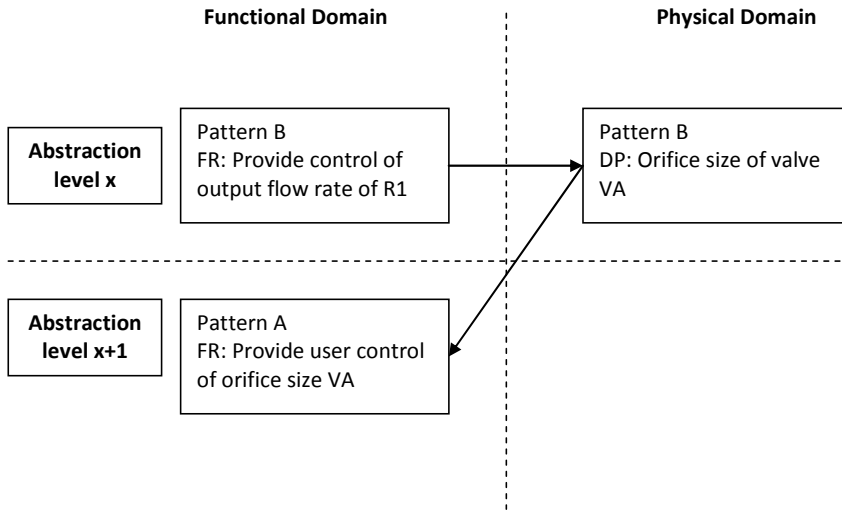 Functional Domain
Physical Domain
Abstraction
level x
Pattern B
FR: Provide control of
output flow rate of R1
Pattern B
DP: Orifice size of valve
VA
Abstraction
level x+1
Pattern A
FR: Provide user control
of orifice size VA